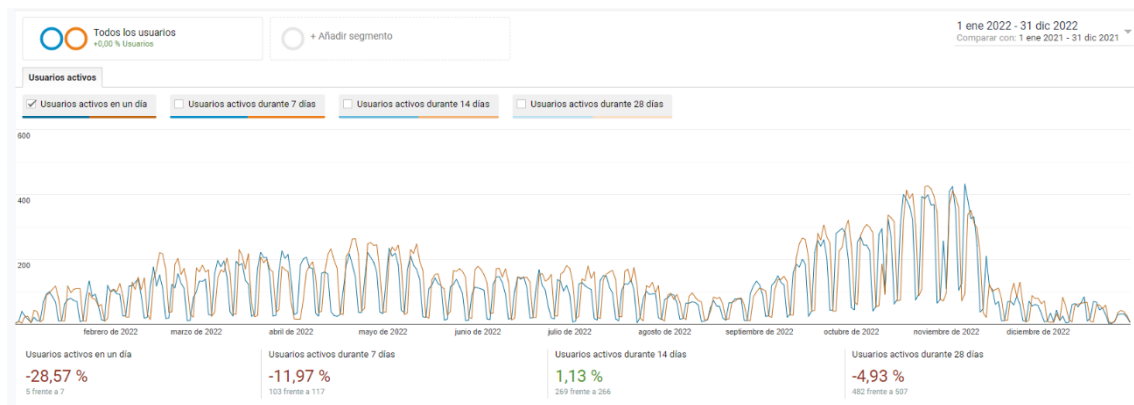 Todos los usuarios
+0,00 % Usuarios
+ Añadir segmento
1 ene 2022 - 31 dic 2022
Comparar con: 1 ene 2021 - 31 dic 2021
Usuarios activos
Usuarios activos en un día
Usuarios activos durante 7 días
Usuarios activos durante 14 días
Usuarios activos durante 28 días
600
400
200
febrero de 2022
marzo de 2022
abril de 2022
mayo de 2022
junio de 2022
julio de 2022
agosto de 2022
septiembre de 2022
octubre de 2022
noviembre de 2022
diciembre de 2022
Usuarios activos en un día
-28,57 %
5 frente a 7
Usuarios activos durante 7 días
-11,97 %
103 frente a 117
Usuarios activos durante 14 días
1,13 %
269 frente a 266
Usuarios activos durante 28 días
-4,93 %
482 frente a 507